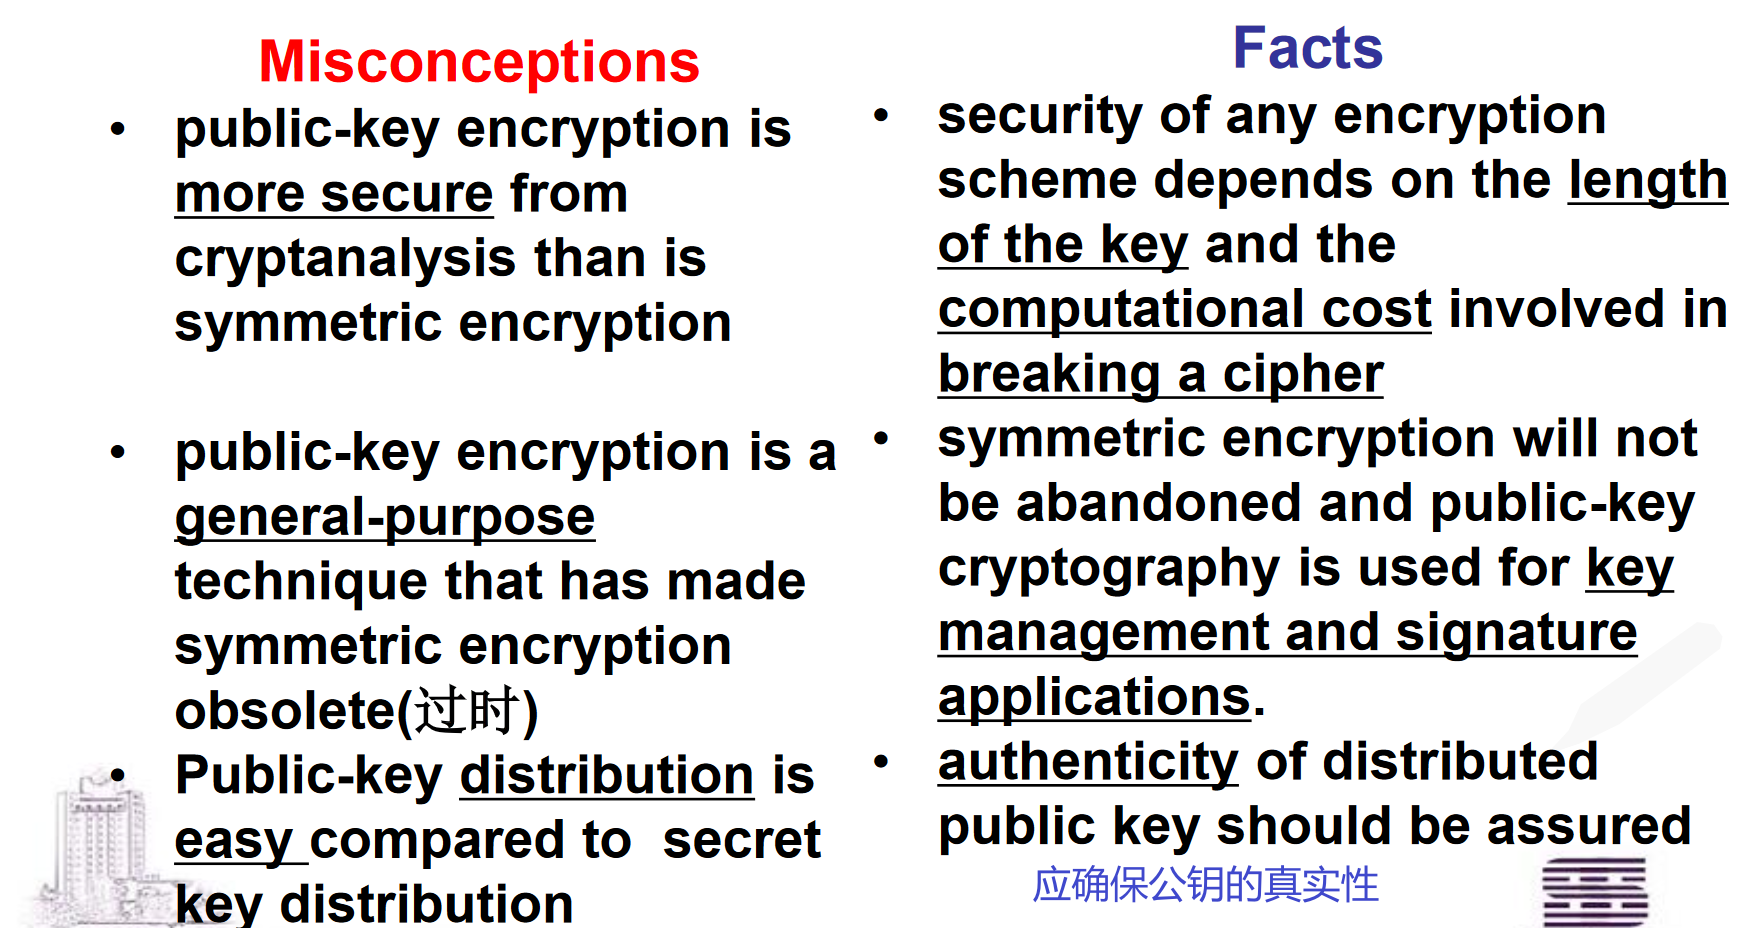 Misconceptions
• public-key encryption is
more secure from
cryptanalysis than is
symmetric encryption
• public-key encryption is a
general-purpose
technique that has made
symmetric encryption
obsolete(过时)
• Public-key distribution is
easy compared to  secret
key distribution
Facts
• security of any encryption
scheme depends on the length
of the key and the
computational cost involved in
breaking a cipher
• symmetric encryption will not
be abandoned and public-key
cryptography is used for key
management and signature
applications.
• authenticity of distributed
public key should be assured
应确保公钥的真实性